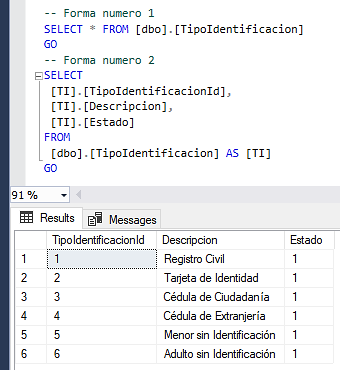 -- Forma numero 1
SELECT * FROM [dbo].[TipoIdentificacion]
GO
-- Forma numero 2
SELECT
[TI].[TipoIdentificacionId],
[TI].[Descripcion],
[TI].[Estado]
FROM
[dbo].[TipoIdentificacion] AS [TI]
GO
91 %
Results Messages
TipoIdentificacionId Descripcion Estado
1 1 Registro Civil 1
2 2 Tarjeta de Identidad 1
3 3 Cédula de Ciudadanía 1
4 4 Cédula de Extranjería 1
5 5 Menor sin Identificación 1
6 6 Adulto sin Identificación 1